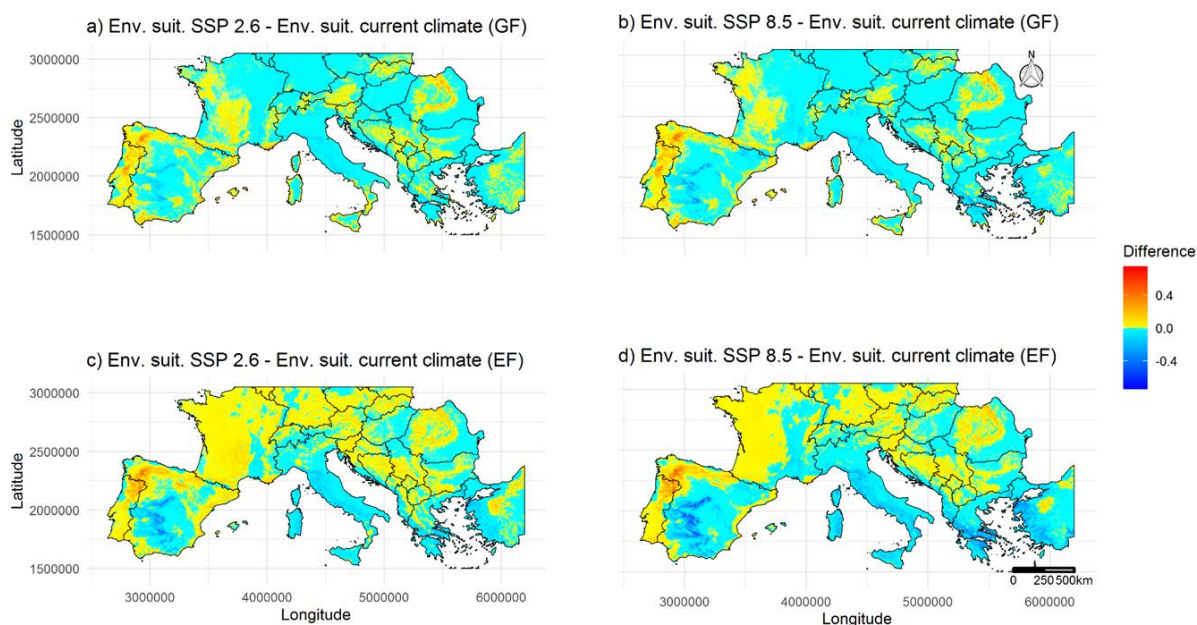 a) Env. suit. SSP 2.6 - Env. suit. current climate (GF)
b) Env. suit. SSP 8.5 - Env. suit. current climate (GF)
N
3000000
2500000
2000000
1500000
Latitude
Difference
0.4
0.0
-0.4
c) Env. suit. SSP 2.6 - Env. suit. current climate (EF)
d) Env. suit. SSP 8.5 - Env. suit. current climate (EF)
3000000
2500000
2000000
1500000
Latitude
0 250500km
3000000 4000000 5000000 6000000
Longitude
3000000 4000000 5000000 6000000
Longitude